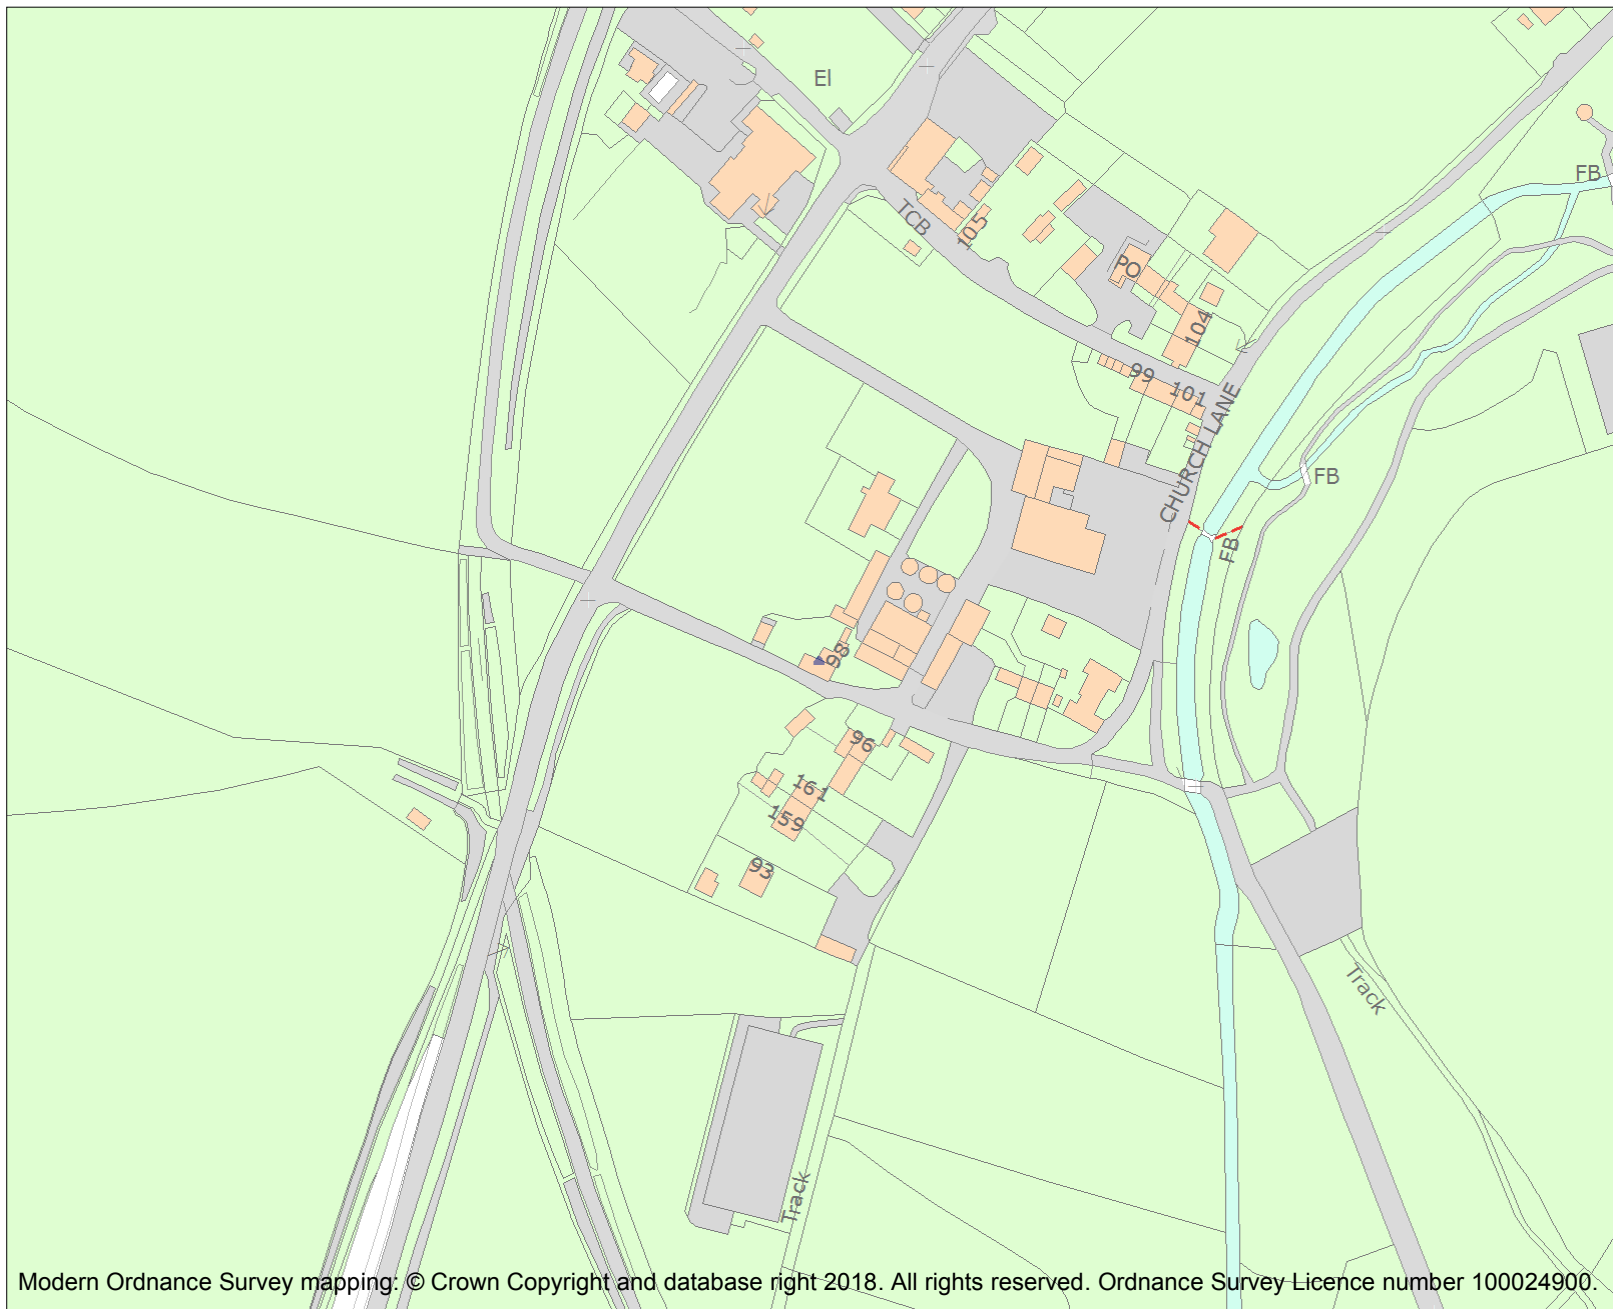 El
FB
TCB
105
PO
104
99
101
CHURCH LANE
FB
FB
98
96
161
159
93
Track
Track
Modern Ordnance Survey mapping: © Crown Copyright and database right 2018. All rights reserved. Ordnance Survey Licence number 100024900.